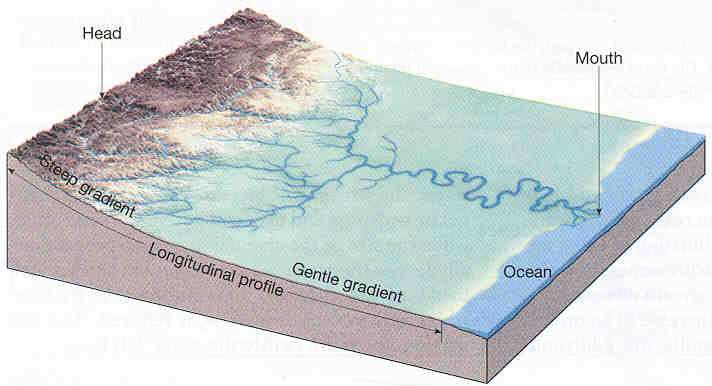 Head
Mouth
Steep gradient
Longitudinal profile
Gentle gradient
Ocean